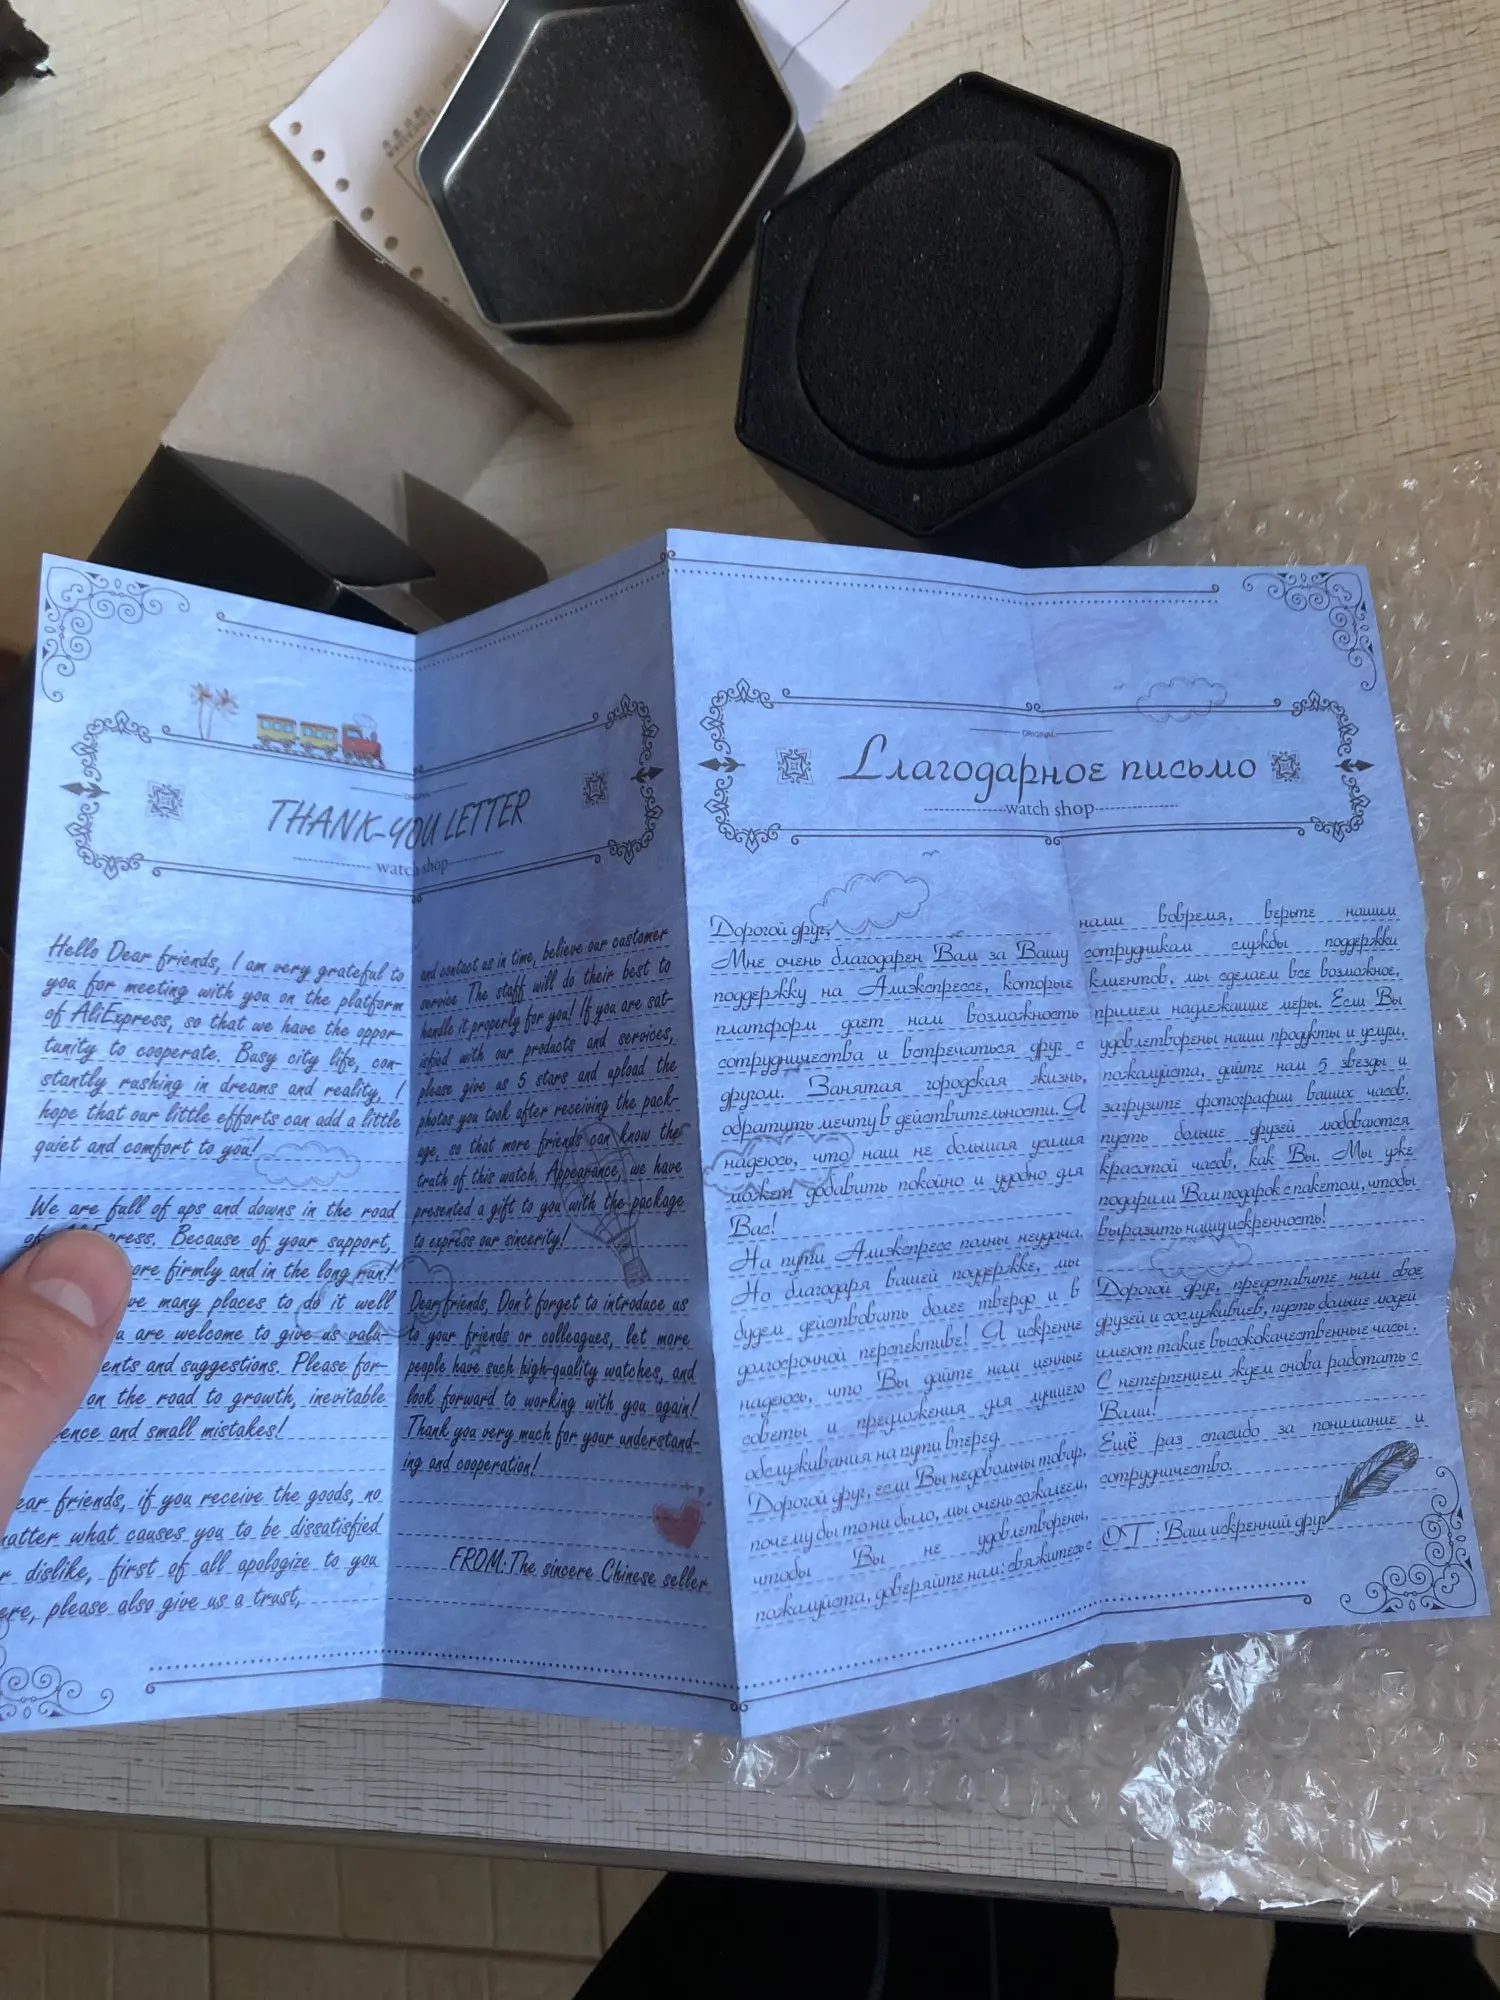 THANK-YOU LETTER
watch shop
Hello Dear friends, I am very grateful to
you for meeting with you on the platform
of AliExpress, so that we have the oppor-
tunity to cooperate. Busy city life, con-
stantly rushing in dreams and reality, I
hope that our little efforts can add a little
quiet and comfort to you!
We are full of ups and downs in the road
of press. Because of your support,
ore firmly and in the long run!
ve many places to do it well
u are welcome to give us valu-
ents and suggestions. Please for-
on the road to growth, inevitable
ence and small mistakes!
ear friends, if you receive the goods, no
matter what causes you to be dissatisfied
r dislike, first of all apologize to you
ere, please also give us a trust,
and contact us in time, believe our customer
service The staff will do their best to
handle it properly for you! If you are sat-
isfied with our products and services,
please give us 5 stars and upload the
photos you took after receiving the pack-
age, so that more friends can know the
truth of this watch. Appearance, we have
presented a gift to you with the package
to express our sincerity!
Dear friends, Don't forget to introduce us
to your friends or colleagues, let more
people have such high-quality watches, and
look forward to working with you again!
Thank you very much for your understand-
ing and cooperation!
FROM:The sincere Chinese seller
ORIGINAL
Благодарное письмо
watch shop
Дорогой друг,
Мне очень благодарен Вам за Вашу
поддержку на Алиэкспрессе, которые
платформ дает нам возможность
сотрудничества и встречаться друг с
другом. Занятая городская жизнь,
обратить мечту в действительности. Я
надеюсь, что наш не большая усилия
может добавить покойно и удобно для
Вас!
На пути Алиэкспресс полны неудача.
Но благодаря вашей поддержке, мы
будем действовать более твердо и в
долгосрочной перспективе! Я искренне
надеюсь, что Вы дайте нам ценные
советы и предложения для лучшего
обслуживания на пути вперед.
Дорогой друг, если Вы недовольны товар,
почему бы то ни было, мы очень сожалеем,
чтобы Вы не удовлетворены,
пожалуйста, доверяйте нам: свяжитесь с
нами вовремя, верьте нашим
сотрудникам службы поддержки
клиентов, мы сделаем все возможное,
примем надлежащие меры. Если Вы
удовлетворены наши продукты и услуги,
пожалуйста, дайте нам 5 звезды и
загрузите фотографии ваших часов,
пусть больше друзей любоваются
красотой часов, как Вы. Мы уже
подарили Вам подарок с пакетом, чтобы
выразить нашу искренность!
Дорогой друг, представите нам свое
друзей и сослуживцев, пусть больше людей
имеют такие высококачественные часы.
С нетерпением ждем снова работать с
Вами!
Ещё раз спасибо за понимание и
сотрудничество.
ОТ: Ваш искренний друг